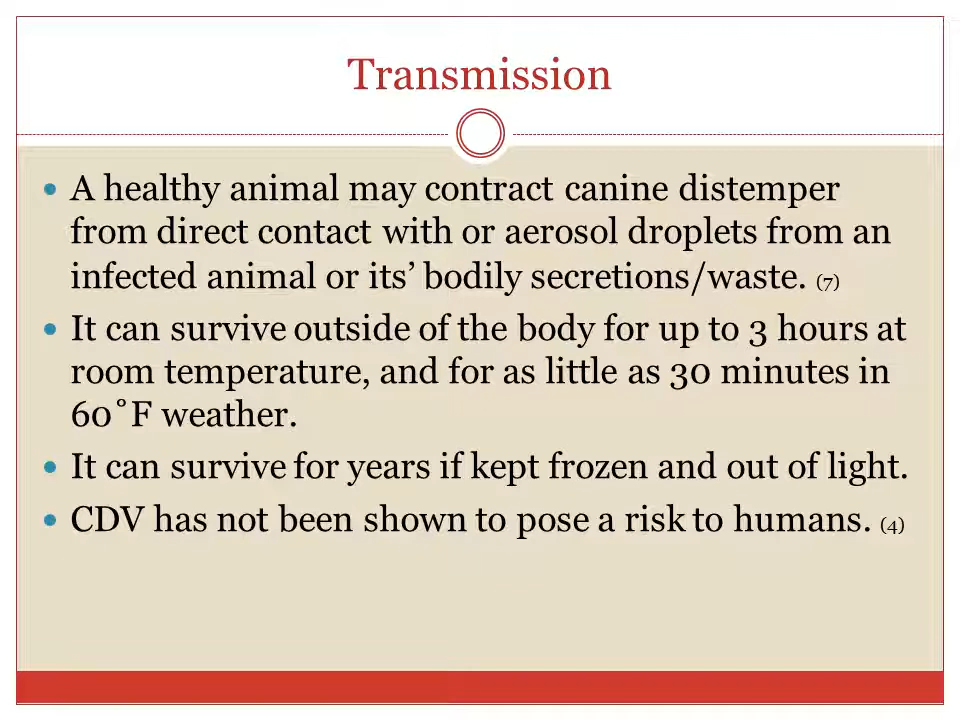 Transmission
• A healthy animal may contract canine distemper
from direct contact with or aerosol droplets from an
infected animal or its’ bodily secretions/waste. (7)
• It can survive outside of the body for up to 3 hours at
room temperature, and for as little as 30 minutes in
60˚F weather.
• It can survive for years if kept frozen and out of light.
• CDV has not been shown to pose a risk to humans. (4)